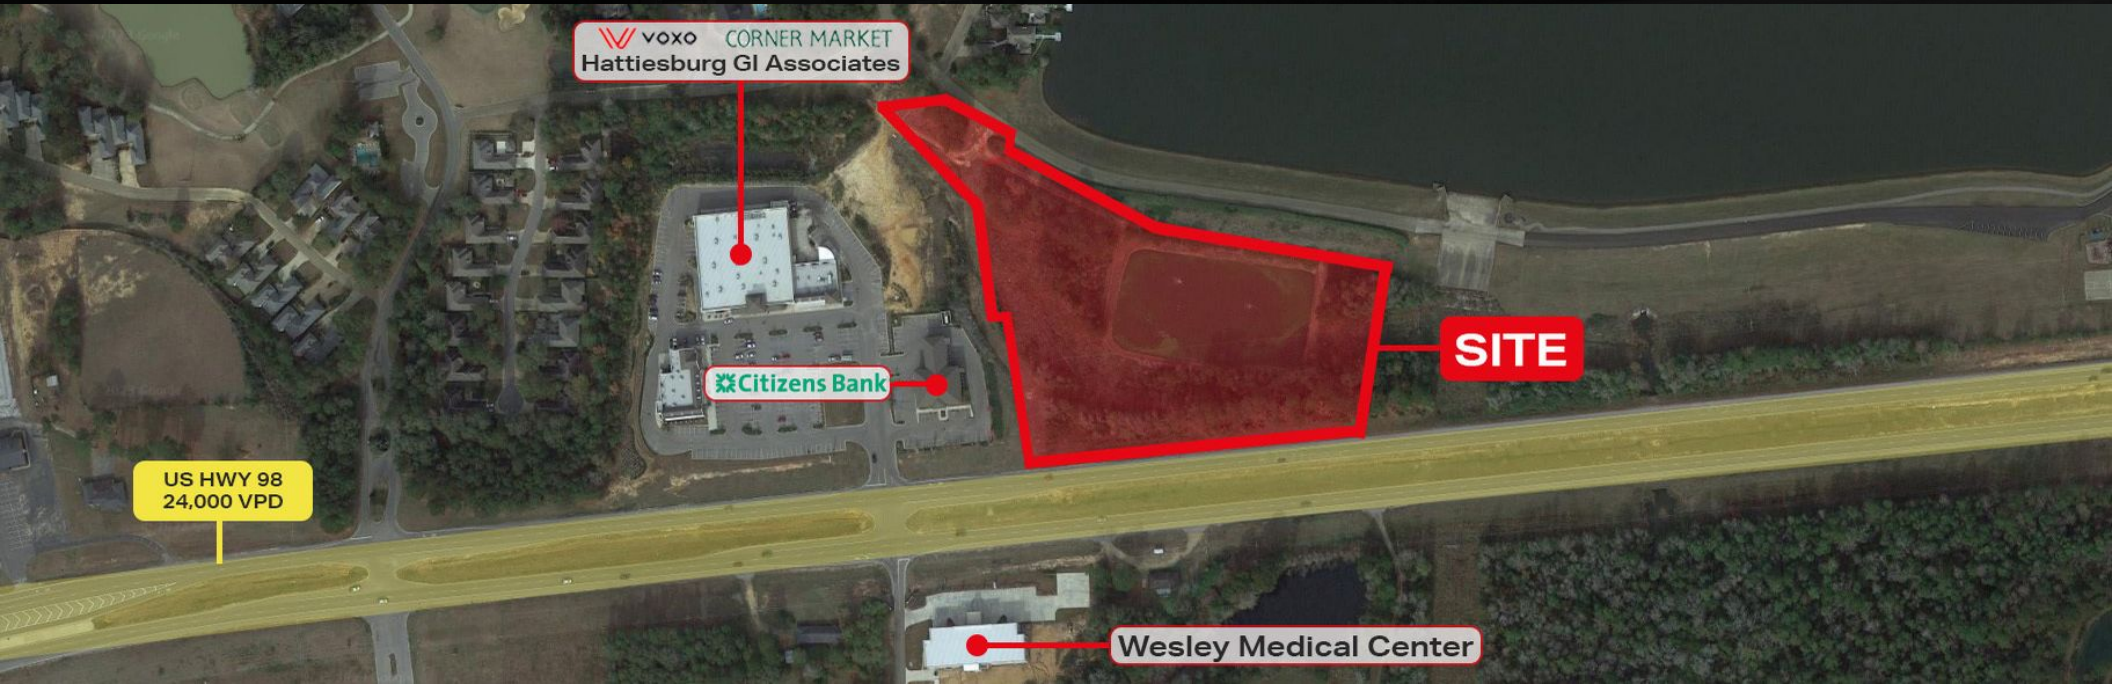 VOXO CORNER MARKET
Hattiesburg GI Associates
SITE
Citizens Bank
US HWY 98
24,000 VPD
Wesley Medical Center